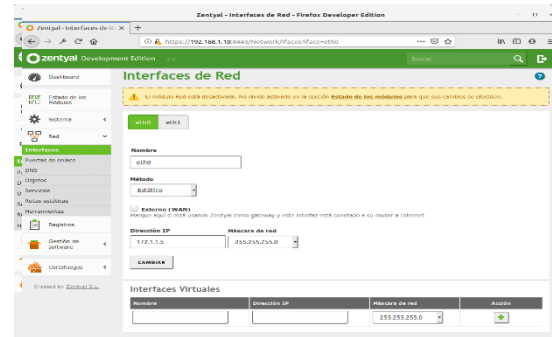 Zentyal - Interfaces de Red - Firefox Developer Edition
Zentyal - Interfaces de R
https://192.168.1.10:8443/Network/Ifaces?iface=eth0
zentyal Development Edition
Buscar...
Dashboard
Estado de los Módulos
Sistema
Red
Interfaces
Puertas de enlace
DNS
Objetos
Servicios
Rutas estáticas
Herramientas
Registros
Gestión de software
Cortafuegos
Created by Zentyal S.L.
Interfaces de Red
El módulo Red está desactivado. No olvide activarlo en la sección Estado de los módulos para que sus cambios se efectúen.
eth0 eth1
Nombre
eth0
Método
Estático
Externo (WAN)
Marque aquí si está usando Zentyal como gateway y este interfaz está conectado a su router a Internet
Dirección IP Máscara de red
172.1.1.5 255.255.255.0
CAMBIAR
Interfaces Virtuales
Nombre Dirección IP Máscara de red Acción
255.255.255.0